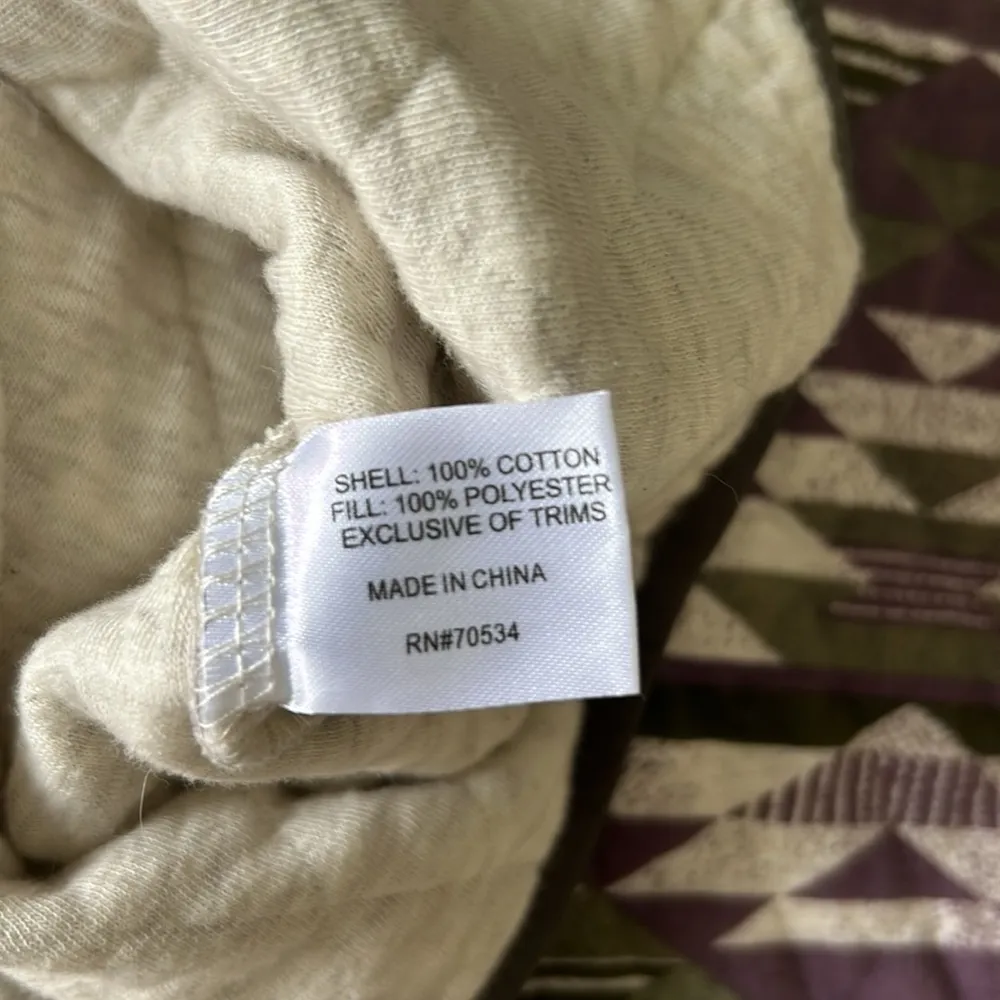 SHELL: 100% COTTON
FILL: 100% POLYESTER
EXCLUSIVE OF TRIMS
MADE IN CHINA
RN#70534